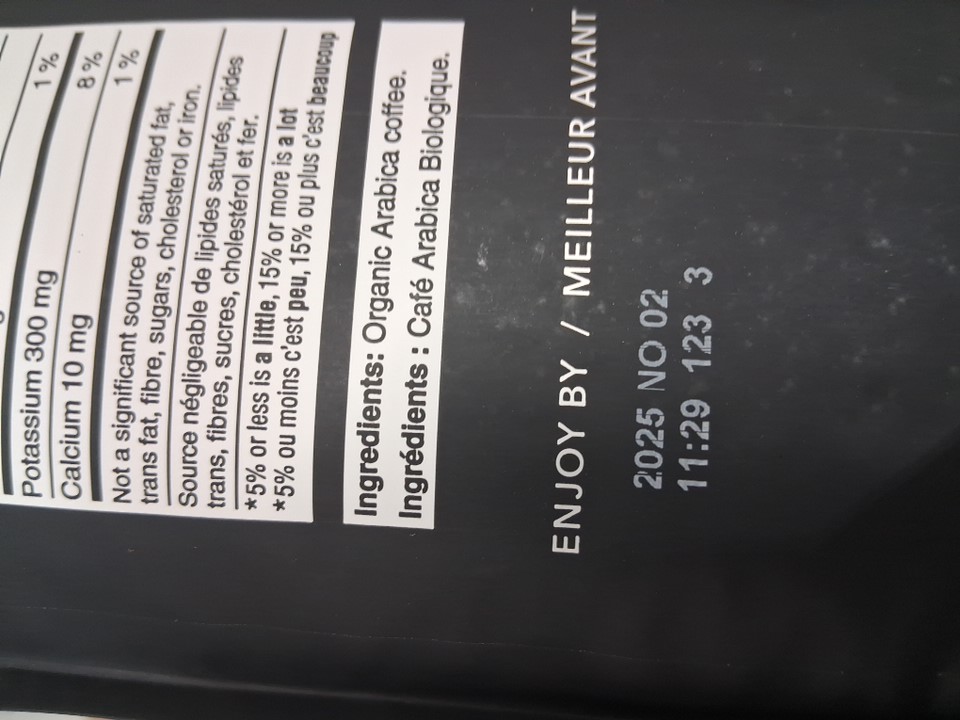 Potassium 300 mg 1 %
Calcium 10 mg 8 %
1 %
Not a significant source of saturated fat,
trans fat, fibre, sugars, cholesterol or iron.
Source négligeable de lipides saturés, lipides
trans, fibres, sucres, cholestérol et fer.
*5% or less is a little, 15% or more is a lot
*5% ou moins c'est peu, 15% ou plus c'est beaucoup
Ingredients: Organic Arabica coffee.
Ingrédients : Café Arabica Biologique.
ENJOY BY / MEILLEUR AVANT
2025 NO 02
11:29 123 3